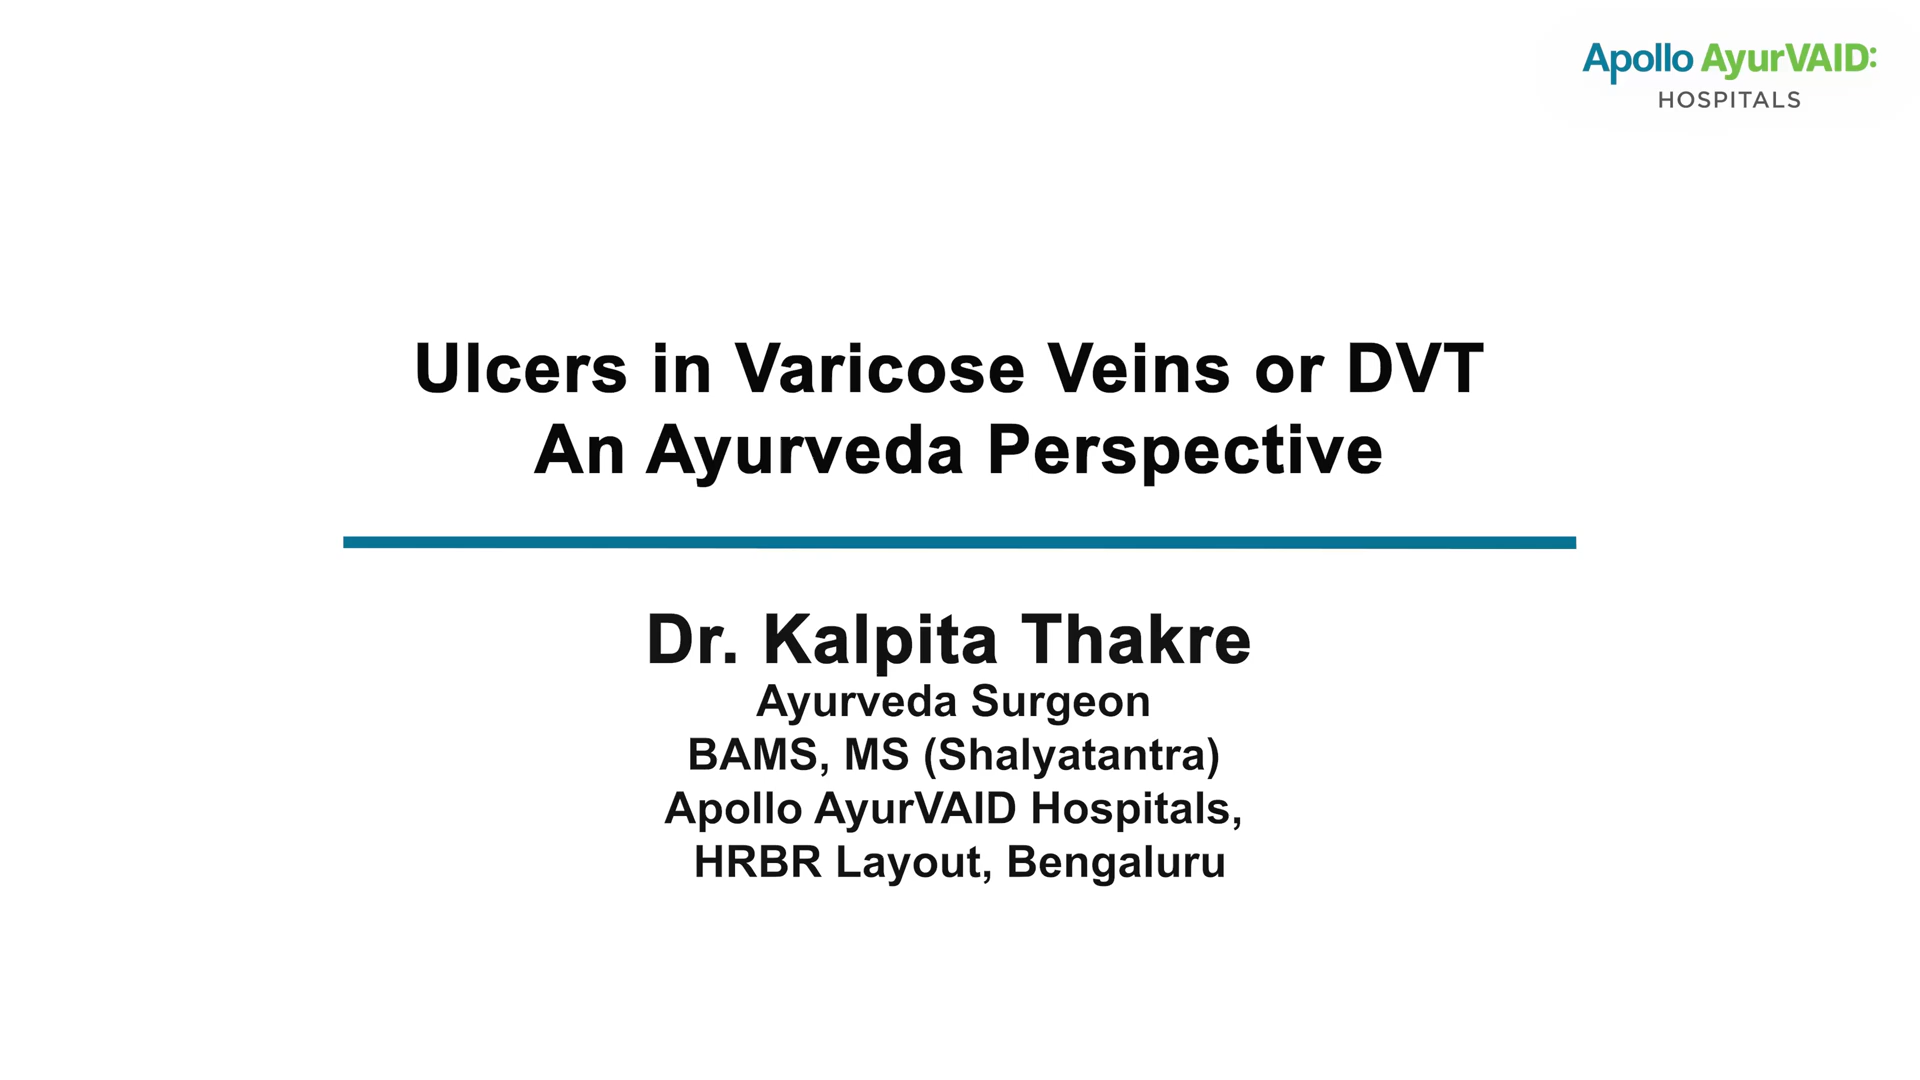 Apollo AyurVAID:
HOSPITALS
Ulcers in Varicose Veins or DVT
An Ayurveda Perspective
Dr. Kalpita Thakre
Ayurveda Surgeon
BAMS, MS (Shalyatantra)
Apollo AyurVAID Hospitals,
HRBR Layout, Bengaluru